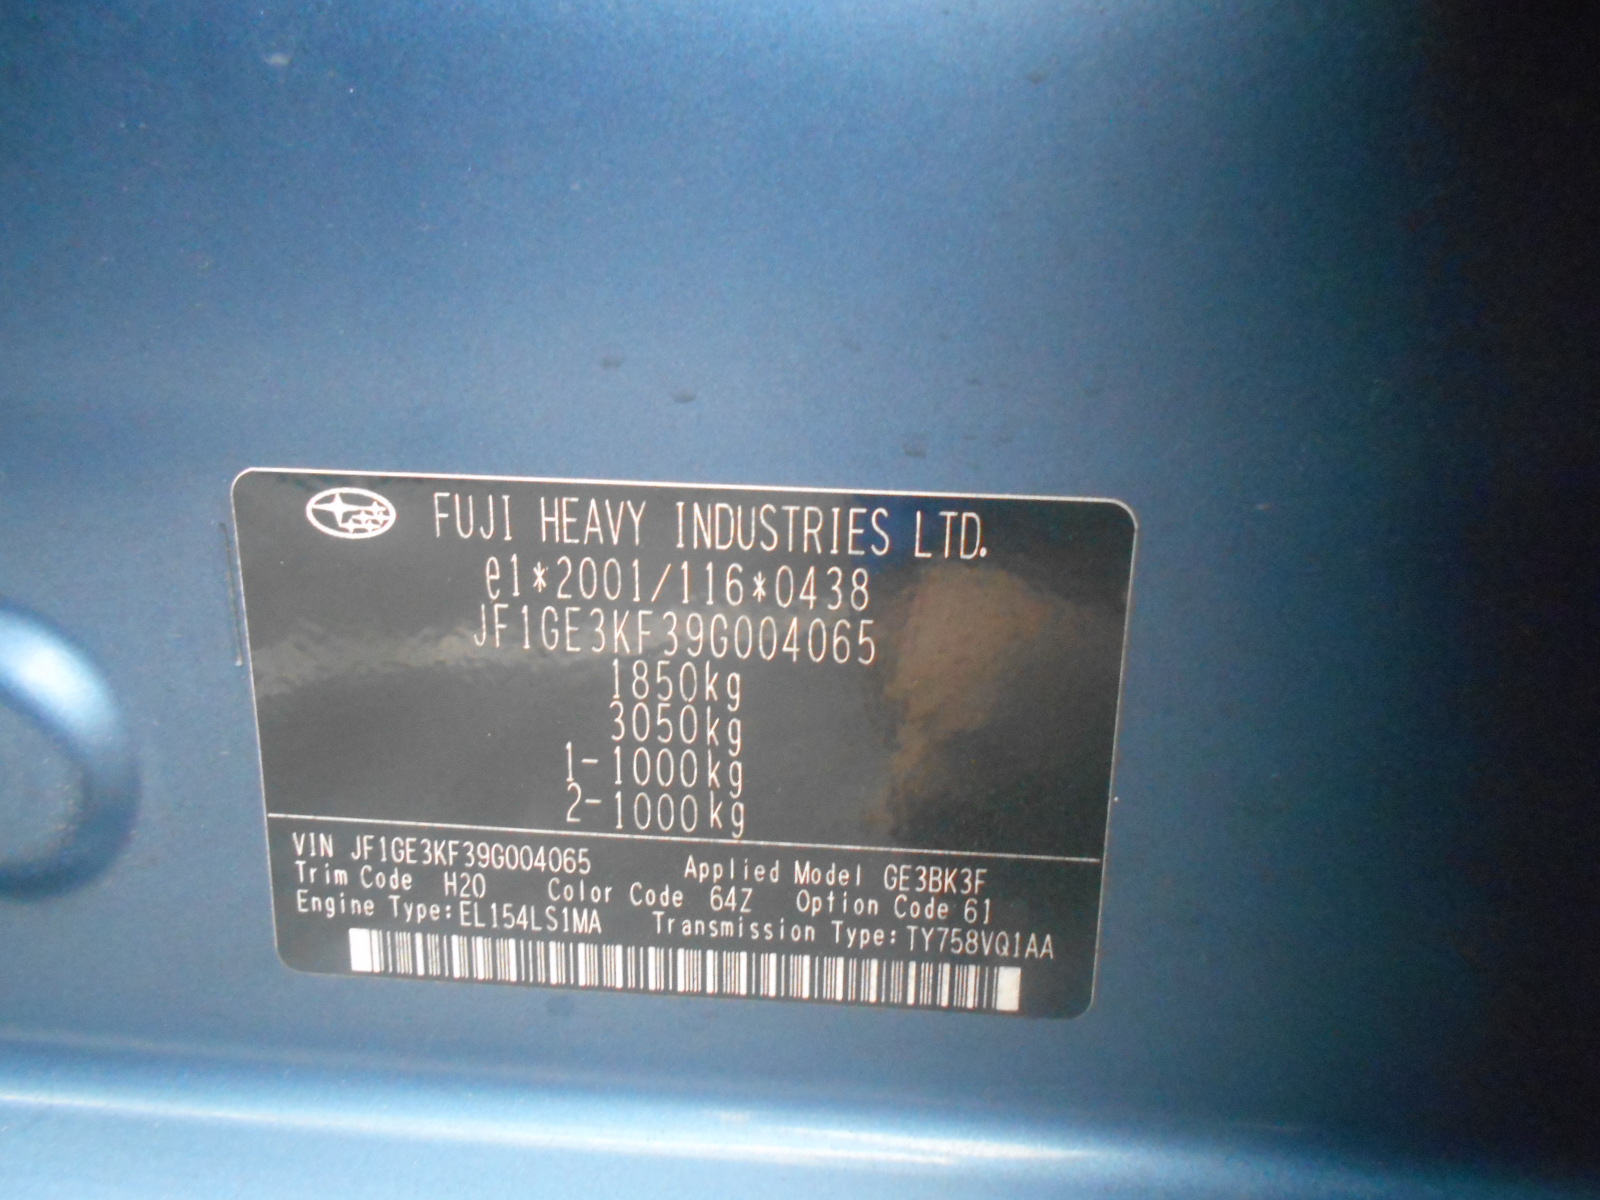 FUJI HEAVY INDUSTRIES LTD.
e1*2001/116*0438
JF1GE3KF39G004065
1850kg
3050kg
1-1000kg
2-1000kg
VIN JF1GE3KF39G004065 Applied Model GE3BK3F
Trim Code H20 Color Code 64Z Option Code 61
Engine Type:EL154LS1MA Transmission Type:TY758VQ1AA